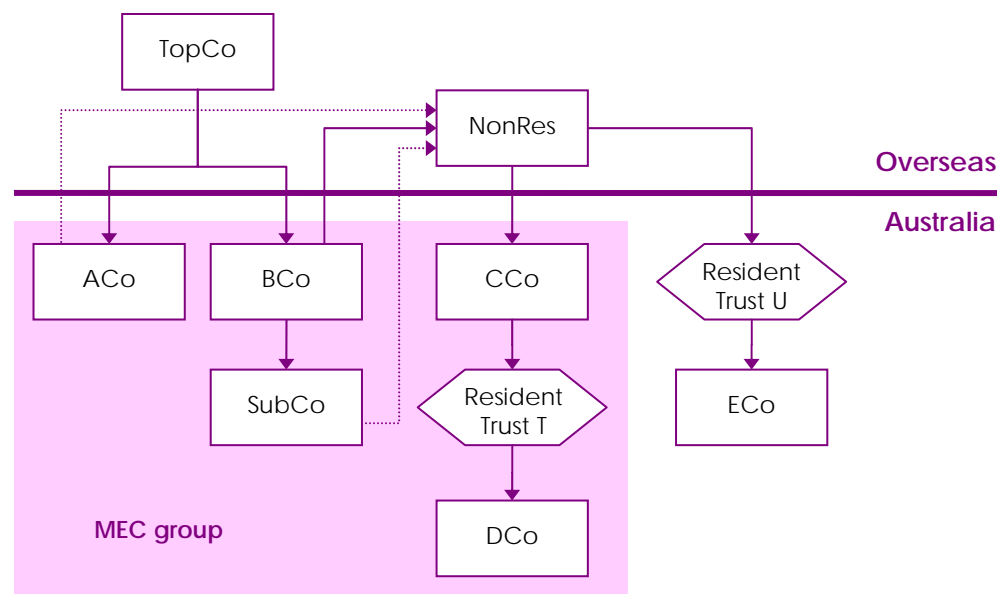 TopCo
NonRes
Overseas
Australia
ACo
BCo
CCo
Resident
Trust U
SubCo
Resident
Trust T
ECo
MEC group
DCo